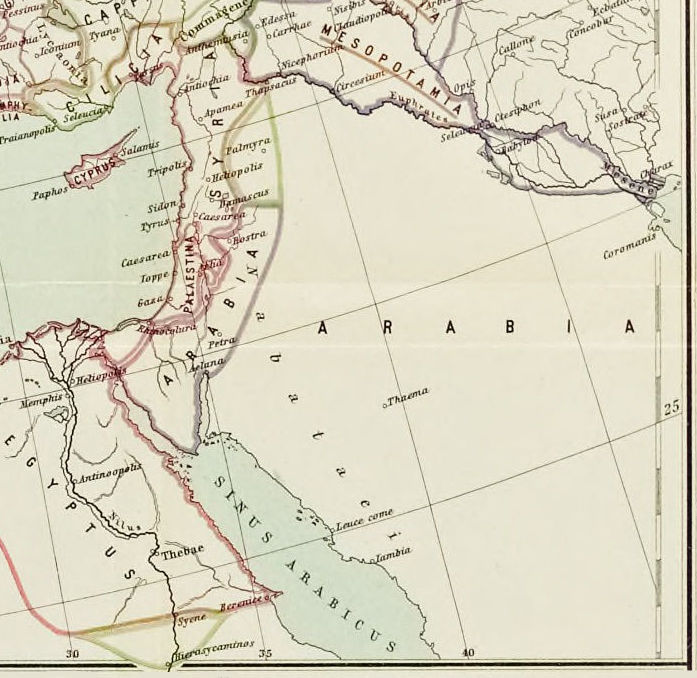 Pessinus
CAPP
Tyana
Iconium
Commagene
Anthemusia
Edessa
Carrhae
Nisibis
Nicephorium
MESOPOTAMIA
Callone
Ecbata
Concobar
CILICIA
Tarsus
Antiochia
Thapsacus
Circesium
Euphrates
Opis
Ctesiphon
Susa
Sostra
PHY
LIA
Seleucia
Traianopolis
Apamea
SYRIA
Seleucia
Babylon
Mesene
Charax
Salamis
CYPRUS
Paphos
Tripolis
Palmyra
Heliopolis
Damascus
Sidon
Tyrus
Caesarea
Bostra
Coromanis
Caesarea
Ioppe
PALAESTINA
Aelia
Gaza
Rhinocolura
Petra
Aelana
ARABIA
ARABIA
Nabataei
Heliopolis
Memphis
Thaema
25
EGYPTUS
Antinoopolis
Nilus
Thebae
SINUS ARABICUS
Leuce come
Iambia
Berenice
Syene
Hierasycaminos
30
35
40